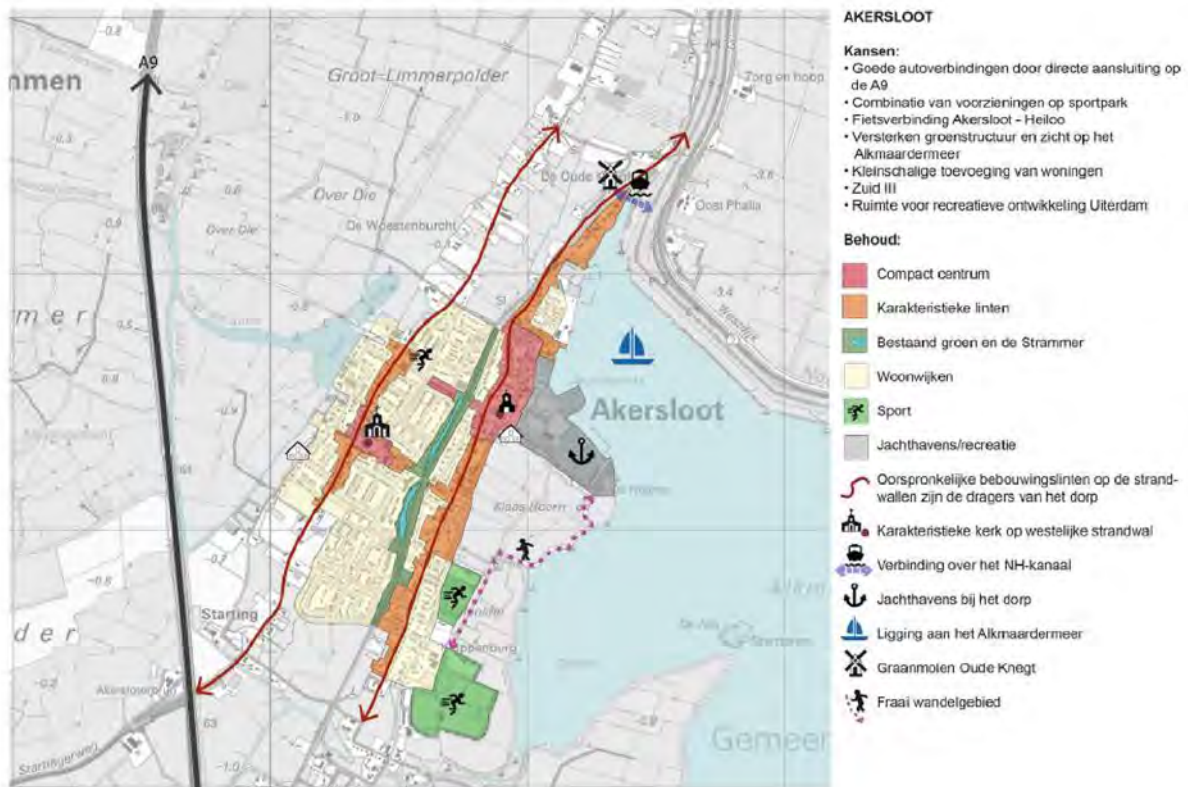 A9
mmen
Groot-Limmerpolder
Zorg en hoop
Over Die
De Woestenburcht
Over Die
De Oude
Oost Phalia
mer
Akersloot
Klaas Hoorn
Starting
der
Startingerweg
Gemeer
AKERSLOOT
Kansen:
• Goede autoverbindingen door directe aansluiting op
de A9
• Combinatie van voorzieningen op sportpark
• Fietsverbinding Akersloot - Heiloo
• Versterken groenstructuur en zicht op het
Alkmaardermeer
• Kleinschalige toevoeging van woningen
• Zuid III
• Ruimte voor recreatieve ontwikkeling Uiterdam
Behoud:
Compact centrum
Karakteristieke linten
Bestaand groen en de Strammer
Woonwijken
Sport
Jachthavens/recreatie
Oorspronkelijke bebouwingslinten op de strand-
wallen zijn de dragers van het dorp
Karakteristieke kerk op westelijke strandwal
Verbinding over het NH-kanaal
Jachthavens bij het dorp
Ligging aan het Alkmaardermeer
Graanmolen Oude Knegt
Fraai wandelgebied